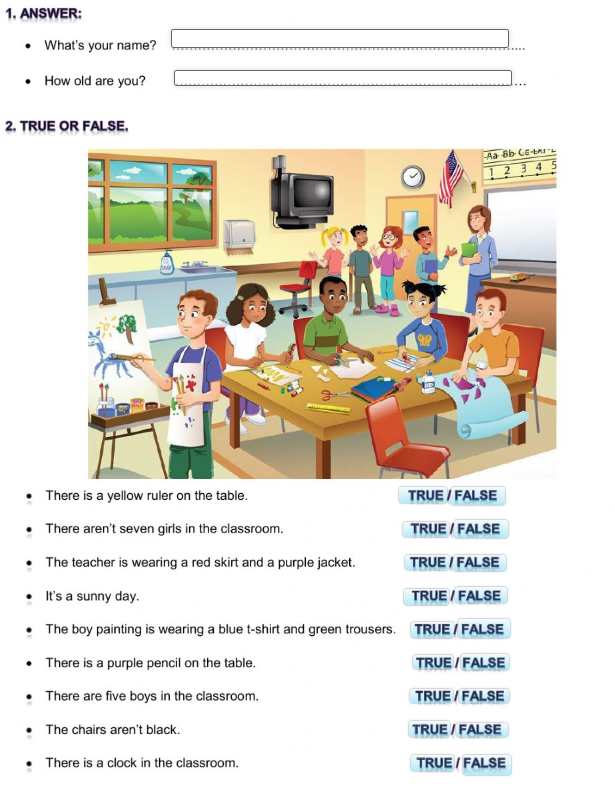 1. ANSWER:
• What's your name? ....
• How old are you? ...
2. TRUE OR FALSE.
Aa Bb Cc
1 2 3 4 5
SOAP
• There is a yellow ruler on the table. TRUE / FALSE
• There aren't seven girls in the classroom. TRUE / FALSE
• The teacher is wearing a red skirt and a purple jacket. TRUE / FALSE
• It's a sunny day. TRUE / FALSE
• The boy painting is wearing a blue t-shirt and green trousers. TRUE / FALSE
• There is a purple pencil on the table. TRUE / FALSE
• There are five boys in the classroom. TRUE / FALSE
• The chairs aren't black. TRUE / FALSE
• There is a clock in the classroom. TRUE / FALSE